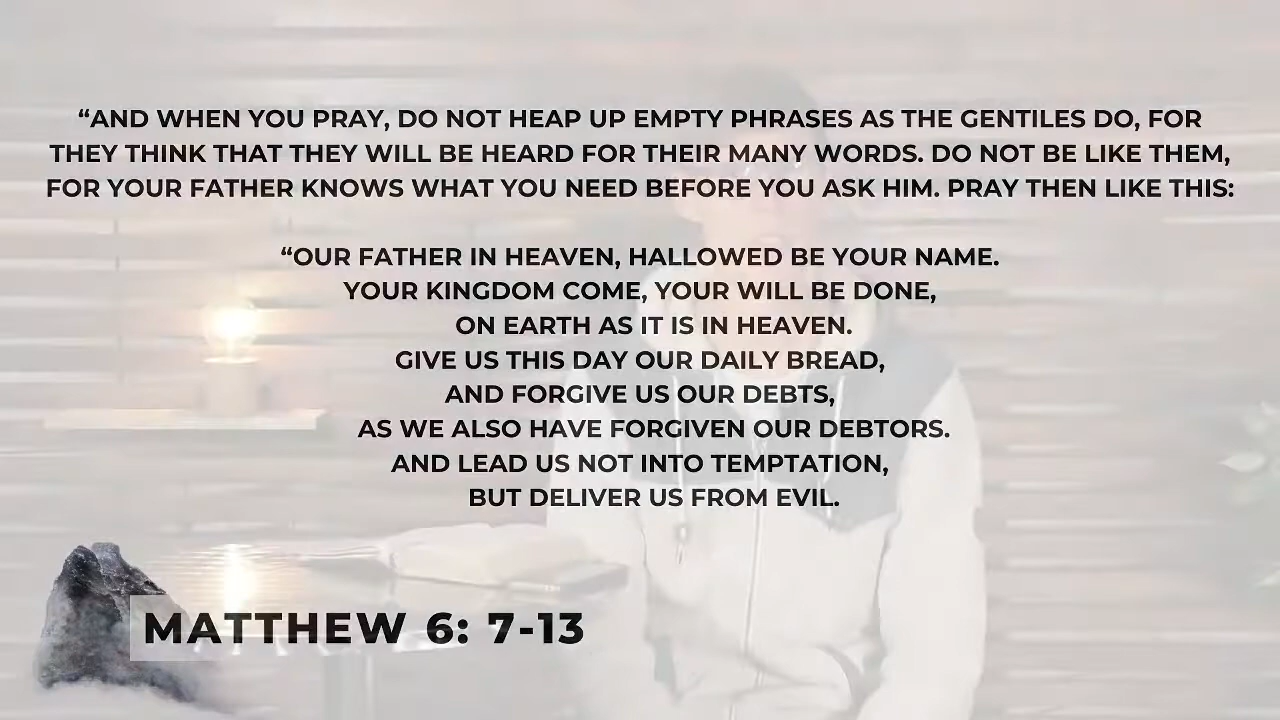 “AND WHEN YOU PRAY, DO NOT HEAP UP EMPTY PHRASES AS THE GENTILES DO, FOR
THEY THINK THAT THEY WILL BE HEARD FOR THEIR MANY WORDS. DO NOT BE LIKE THEM,
FOR YOUR FATHER KNOWS WHAT YOU NEED BEFORE YOU ASK HIM. PRAY THEN LIKE THIS:
“OUR FATHER IN HEAVEN, HALLOWED BE YOUR NAME.
YOUR KINGDOM COME, YOUR WILL BE DONE,
ON EARTH AS IT IS IN HEAVEN.
GIVE US THIS DAY OUR DAILY BREAD,
AND FORGIVE US OUR DEBTS,
AS WE ALSO HAVE FORGIVEN OUR DEBTORS.
AND LEAD US NOT INTO TEMPTATION,
BUT DELIVER US FROM EVIL.
MATTHEW 6: 7-13